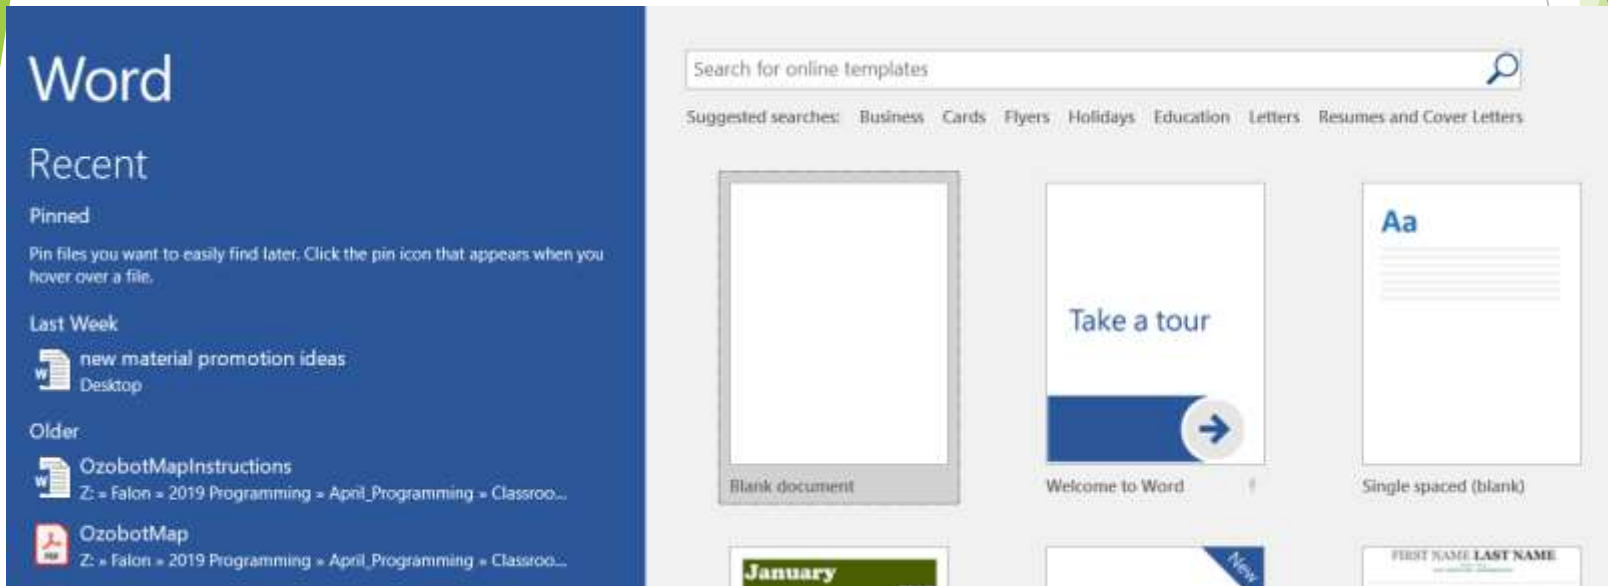 Word
Recent
Pinned
Pin files you want to easily find later. Click the pin icon that appears when you
hover over a file.
Last Week
new material promotion ideas
Desktop
Older
OzobotMapInstructions
Z: » Falon » 2019 Programming » April_Programming » Classroo...
OzobotMap
Z: » Falon » 2019 Programming » April_Programming » Classroo...
Search for online templates
Suggested searches: Business Cards Flyers Holidays Education Letters Resumes and Cover Letters
Aa
Take a tour
Blank document
Welcome to Word
Single spaced (blank)
January
New
FIRST NAME LAST NAME